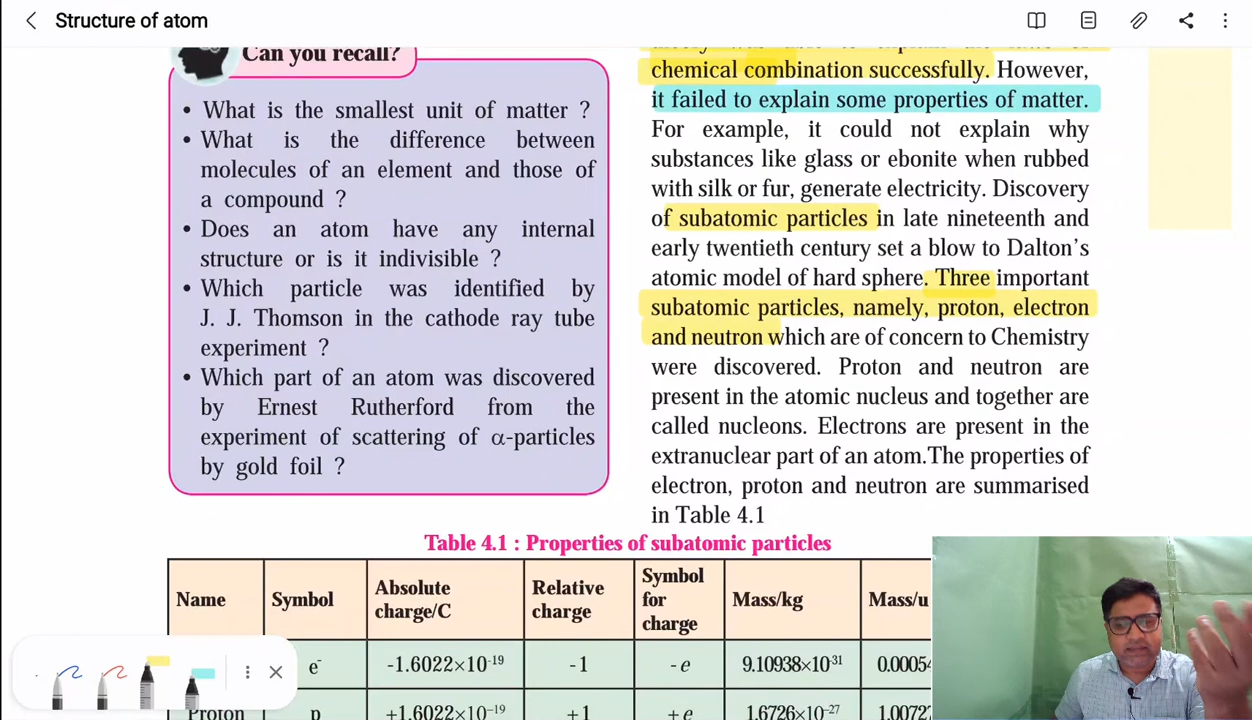 Structure of atom
Can you recall?
• What is the smallest unit of matter ?
• What is the difference between
molecules of an element and those of
a compound ?
• Does an atom have any internal
structure or is it indivisible ?
• Which particle was identified by
J. J. Thomson in the cathode ray tube
experiment ?
• Which part of an atom was discovered
by Ernest Rutherford from the
experiment of scattering of α-particles
by gold foil ?
chemical combination successfully. However,
it failed to explain some properties of matter.
For example, it could not explain why
substances like glass or ebonite when rubbed
with silk or fur, generate electricity. Discovery
of subatomic particles in late nineteenth and
early twentieth century set a blow to Dalton's
atomic model of hard sphere. Three important
subatomic particles, namely, proton, electron
and neutron which are of concern to Chemistry
were discovered. Proton and neutron are
present in the atomic nucleus and together are
called nucleons. Electrons are present in the
extranuclear part of an atom.The properties of
electron, proton and neutron are summarised
in Table 4.1
Table 4.1 : Properties of subatomic particles
Name Symbol Absolute charge/C Relative charge Symbol for charge Mass/kg Mass/u
e⁻ -1.6022×10⁻¹⁹ -1 -e 9.10938×10⁻³¹ 0.0005
Proton p +1.6022×10⁻¹⁹ +1 +e 1.6726×10⁻²⁷ 1.0072